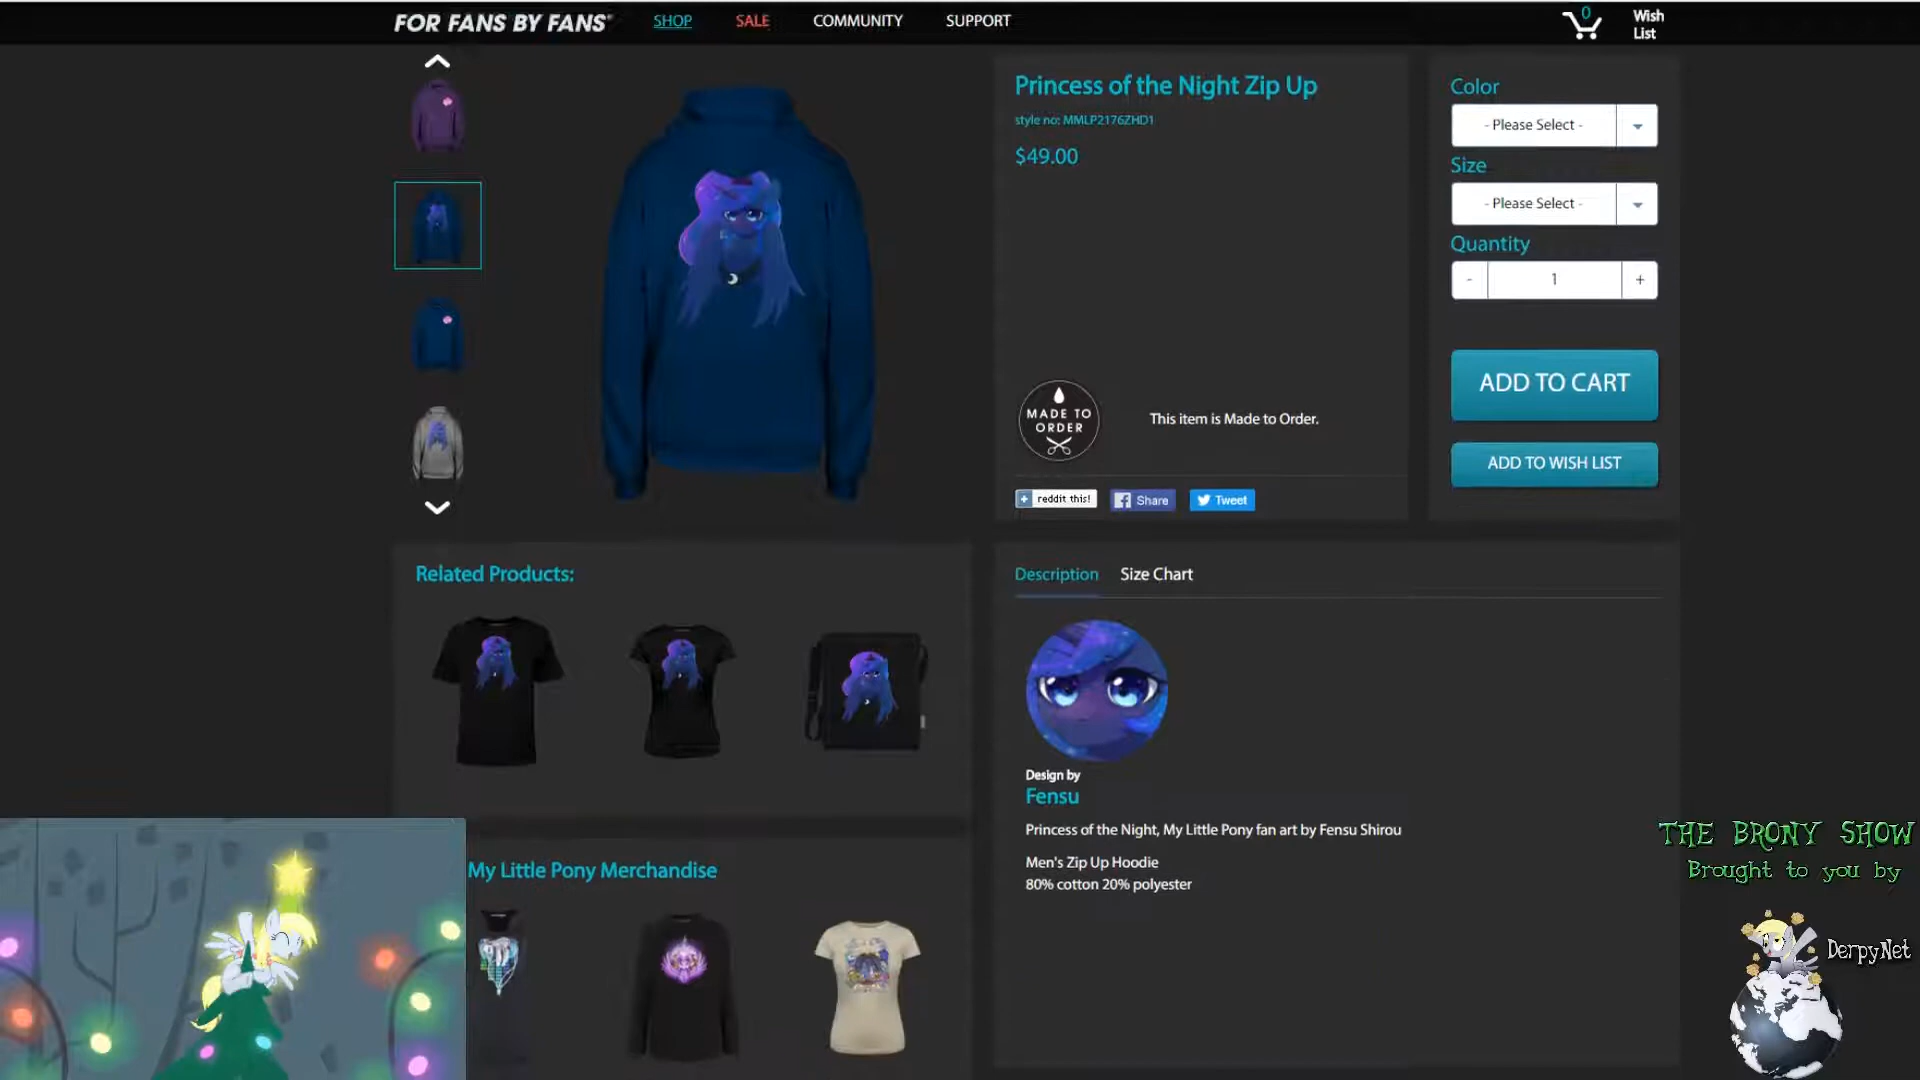 FOR FANS BY FANS
SHOP
SALE
COMMUNITY
SUPPORT
0
Wish
List
Princess of the Night Zip Up
style no: MMLP2176ZHD1
$49.00
MADE TO
ORDER
This item is Made to Order.
+ reddit this!
Share
Tweet
Color
- Please Select -
Size
- Please Select -
Quantity
- 1 +
ADD TO CART
ADD TO WISH LIST
Related Products:
Description
Size Chart
Design by
Fensu
Princess of the Night, My Little Pony fan art by Fensu Shirou
Men's Zip Up Hoodie
80% cotton 20% polyester
My Little Pony Merchandise
THE BRONY SHOW
Brought to you by
DerpyNet